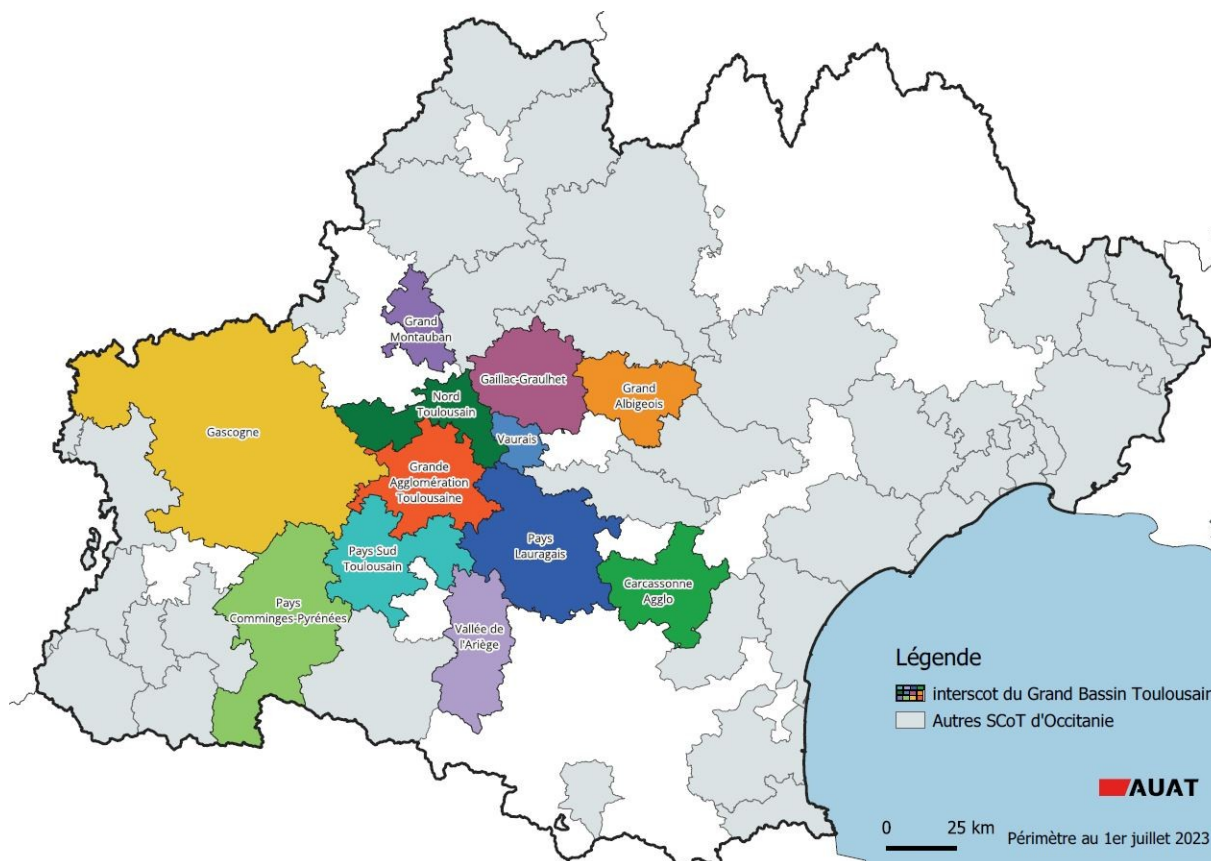 Grand
Montauban
Gaillac-Graulhet
Grand
Albigeois
Nord
Toulousain
Vaurais
Gascogne
Grande
Agglomération
Toulousaine
Pays Sud
Toulousain
Pays
Lauragais
Carcassonne
Agglo
Pays
Comminges-Pyrénées
Vallée de
l'Ariège
Légende
interscot du Grand Bassin Toulousain
Autres SCoT d'Occitanie
AUAT
0 25 km
Périmètre au 1er juillet 2023